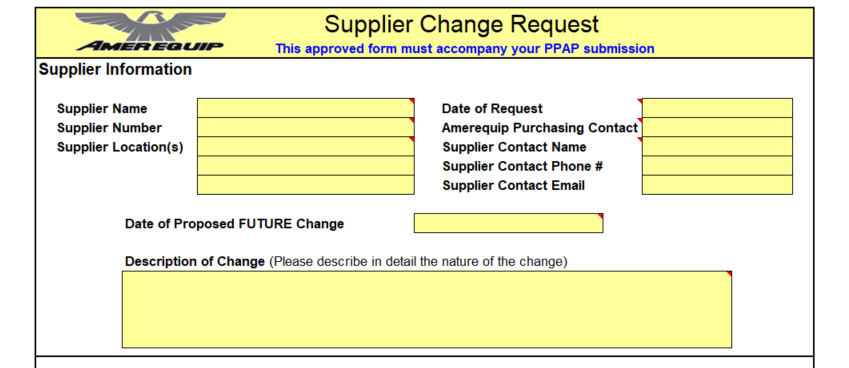 AMEREQUIP
Supplier Change Request
This approved form must accompany your PPAP submission
Supplier Information
Supplier Name
Date of Request
Supplier Number
Amerequip Purchasing Contact
Supplier Location(s)
Supplier Contact Name
Supplier Contact Phone #
Supplier Contact Email
Date of Proposed FUTURE Change
Description of Change (Please describe in detail the nature of the change)